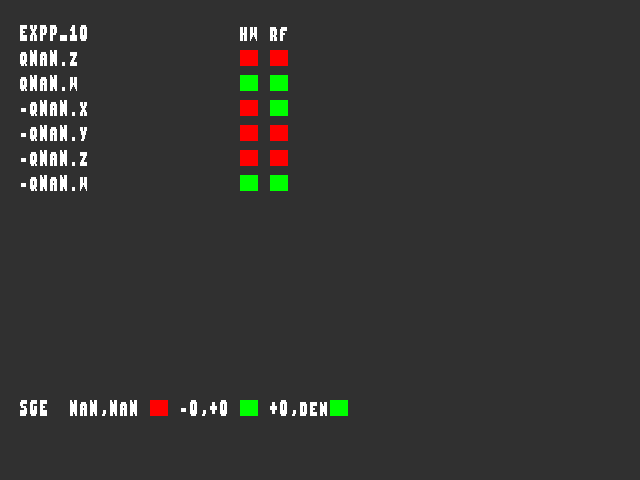 EXPP_10 HW RF
QNAN.Z
QNAN.W
-QNAN.X
-QNAN.Y
-QNAN.Z
-QNAN.W
SGE NAN,NAN -0,+0 +0,DEN